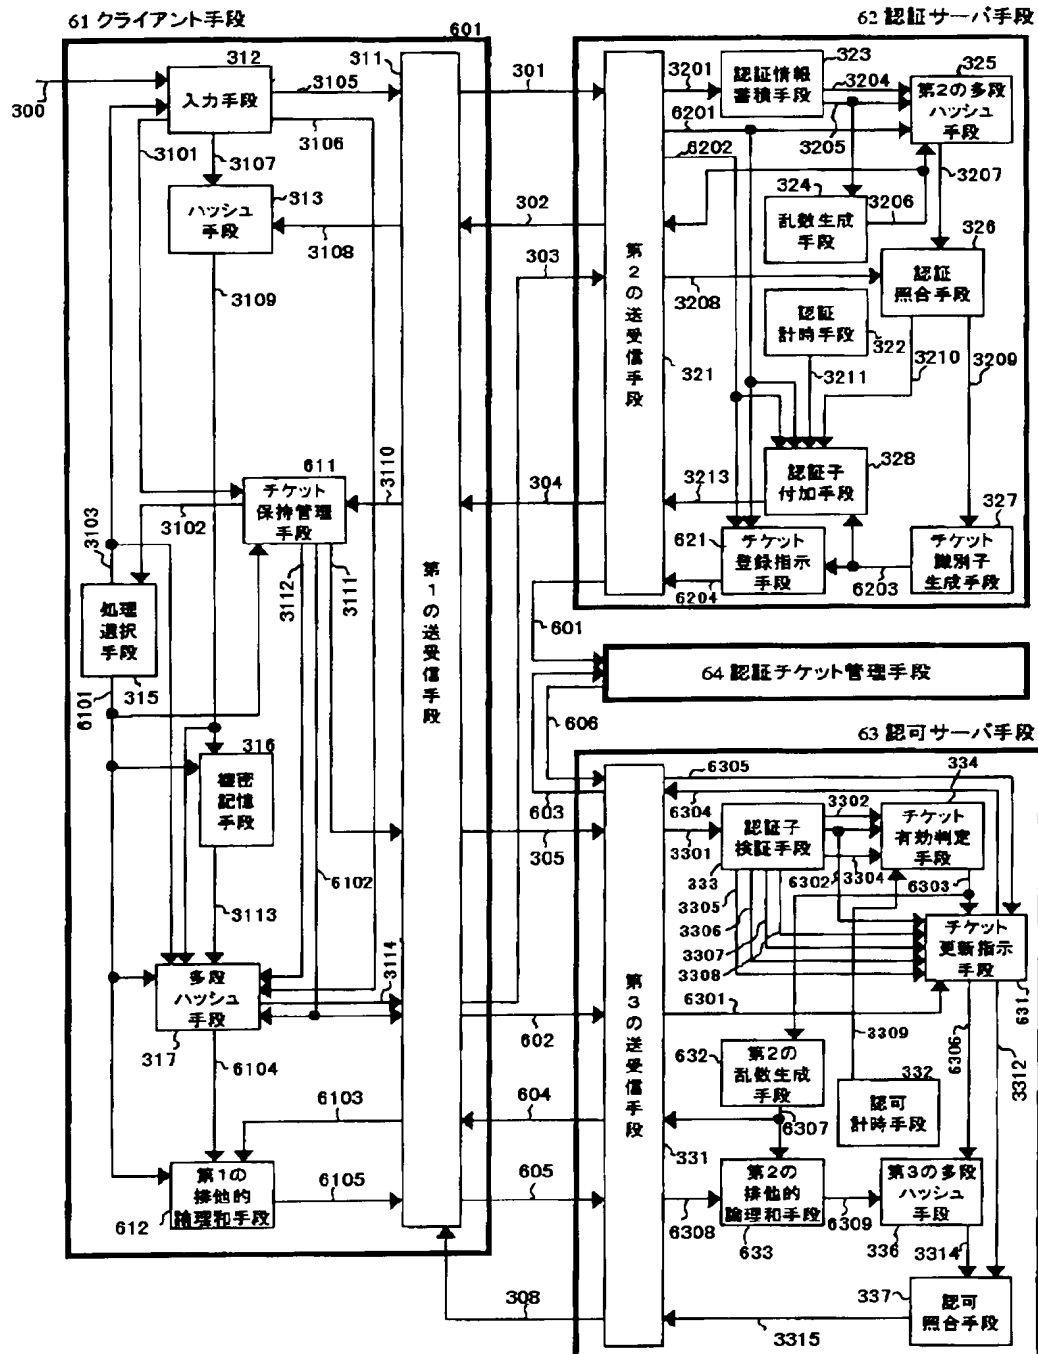 61 クライアント手段
601
62 認証サーバ手段
300
312
入力手段
3105
3106
3101
3107
311
301
3201
323
認証情報
蓄積手段
3204
325
第2の多段
ハッシュ
手段
6201
6202
3205
3207
313
ハッシュ
手段
3108
302
324
乱数生成
手段
3206
326
認証
照合手段
303
3208
3109
第2の送受信手段
認証
計時手段
322
3210
3209
321
3211
611
チケット
保持管理
手段
3110
304
3213
認証子
付加手段
328
327
チケット
識別子
生成手段
3103
3102
621
チケット
登録指示
手段
6204
6203
3112
3111
第1の送受信手段
処理
選択
手段
315
6101
601
64 認証チケット管理手段
606
63 認可サーバ手段
316
機密
記憶
手段
603
305
6305
6304
3301
認証子
検証手段
333
3302
334
チケット
有効判定
手段
6302
3304
6303
3305
3306
3307
3308
6102
3113
3114
多段
ハッシュ
手段
317
602
第3の送受信手段
6301
チケット
更新指示
手段
631
3309
6306
3312
632
第2の
乱数生成
手段
332
認可
計時手段
6104
6103
604
6307
331
第1の
排他的
論理和手段
612
6105
605
6308
第2の
排他的
論理和手段
633
6309
第3の多段
ハッシュ
手段
336
3314
308
337
認可
照合手段
3315